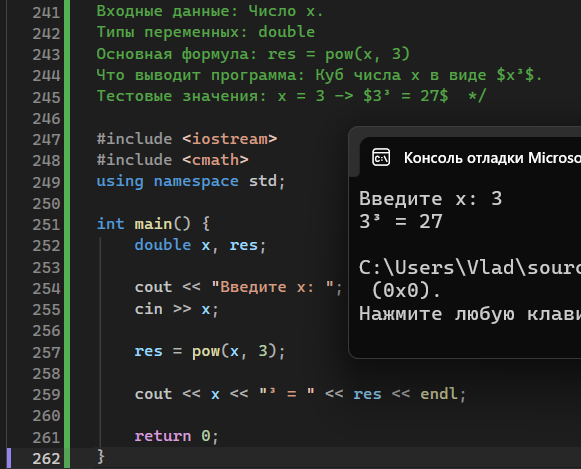 241 Входные данные: Число x.
242 Типы переменных: double
243 Основная формула: res = pow(x, 3)
244 Что выводит программа: Куб числа x в виде $x³$.
245 Тестовые значения: x = 3 -> $3³ = 27$  */
246
247 #include <iostream>
248 #include <cmath>
249 using namespace std;
250
251 int main() {
252     double x, res;
253
254     cout << "Введите x: ";
255     cin >> x;
256
257     res = pow(x, 3);
258
259     cout << x << "³ = " << res << endl;
260
261     return 0;
262 }
Консоль отладки Microso
Введите x: 3
3³ = 27
C:\Users\Vlad\sourc
(0x0).
Нажмите любую клави